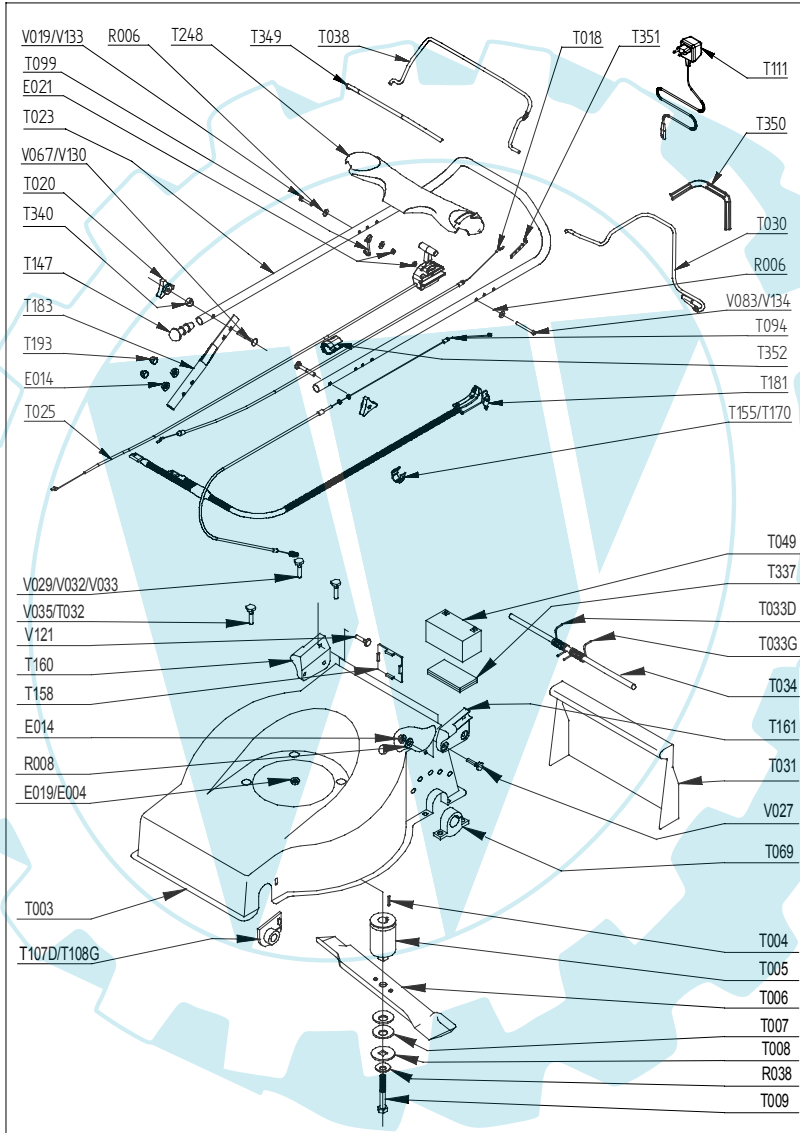 V019/V133
R006
T248
T349
T038
T018
T351
T099
E021
T023
V067/V130
T020
T340
T147
T183
T193
E014
T025
T111
T350
T030
R006
V083/V134
T094
T352
T181
T155/T170
V029/V032/V033
V035/T032
V121
T160
T158
E014
R008
E019/E004
T003
T107D/T108G
T049
T337
T033D
T033G
T034
T161
T031
V027
T069
T004
T005
T006
T007
T008
R038
T009